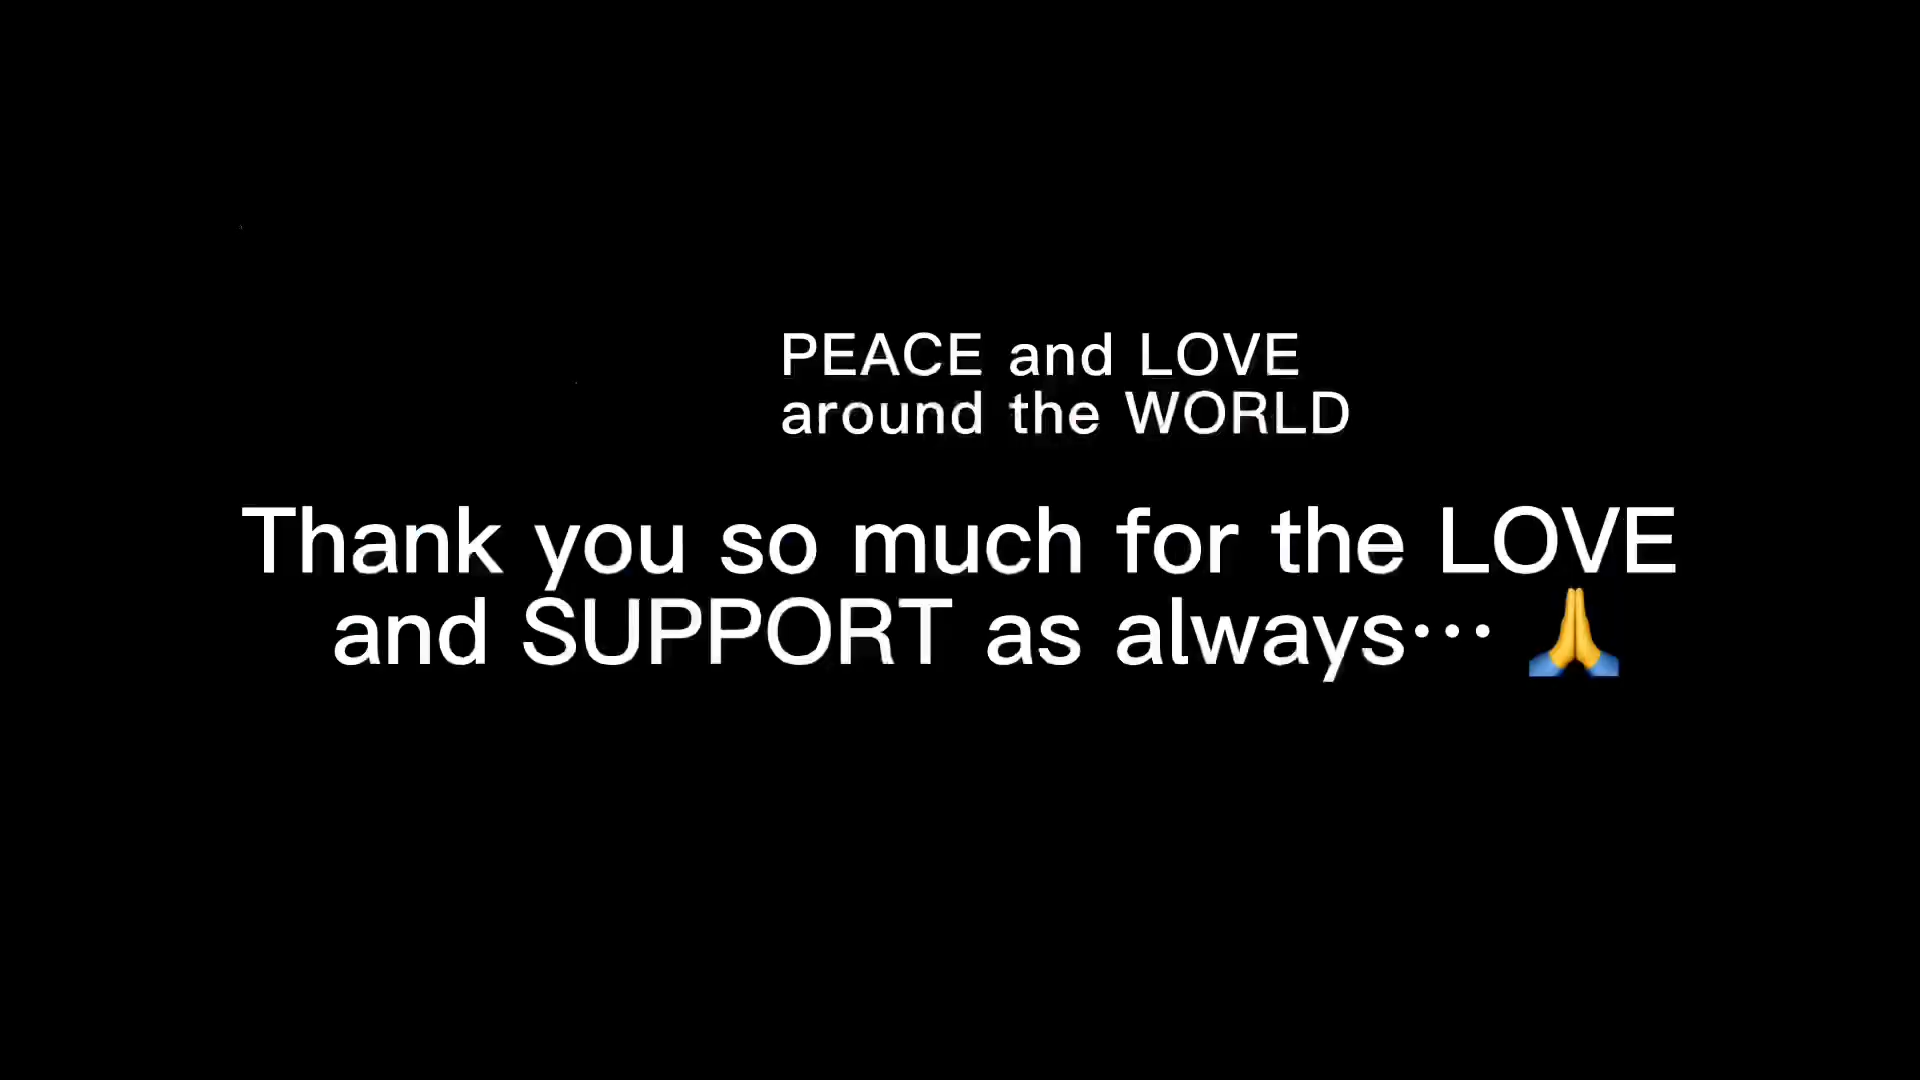 PEACE and LOVE
around the WORLD
Thank you so much for the LOVE
and SUPPORT as always… 🙏